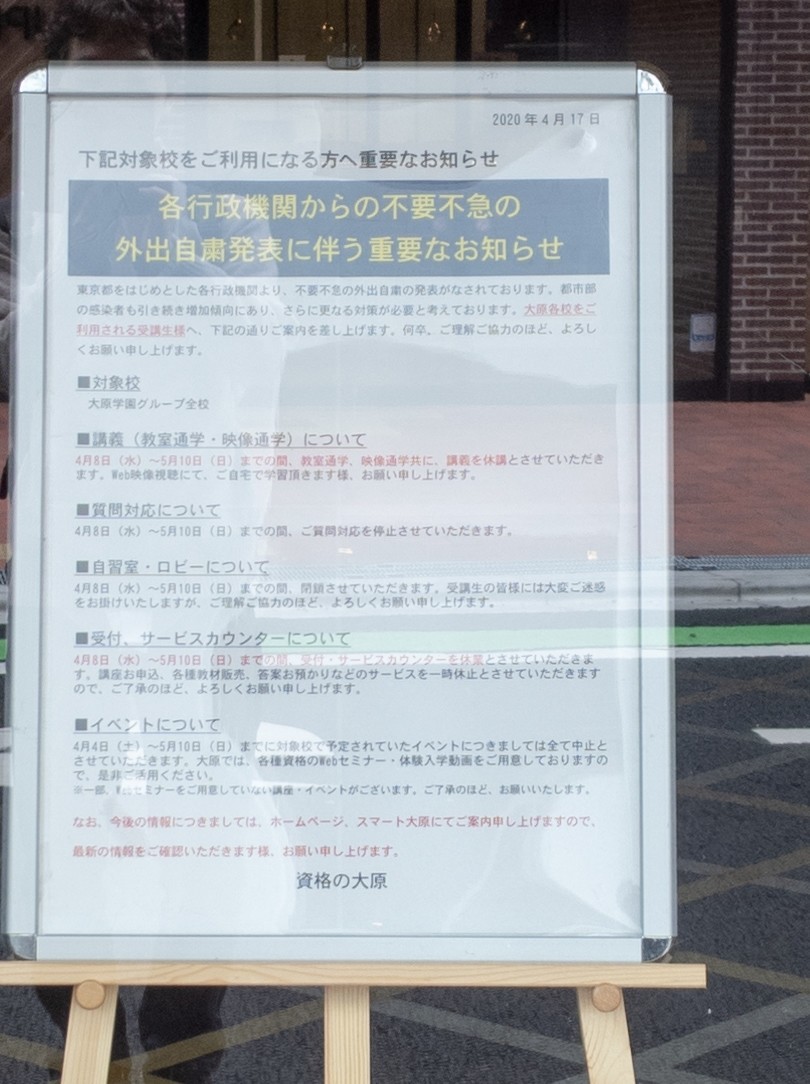 2020年4月17日
下記対象校をご利用になる方へ重要なお知らせ
各行政機関からの不要不急の
外出自粛発表に伴う重要なお知らせ
東京都をはじめとした各行政機関より、不要不急の外出自粛の発表がなされております。都市部
の感染者も引き続き増加傾向にあり、さらに更なる対策が必要と考えております。大原各校をご
利用される受講生様へ、下記の通りご案内を差し上げます。何卒、ご理解ご協力のほど、よろし
くお願い申し上げます。
■対象校
大原学園グループ全校
■講義（教室通学・映像通学）について
4月8日（水）～5月10日（日）までの間、教室通学、映像通学共に、講義を休講とさせていただき
ます。Web映像視聴にて、ご自宅で学習頂きます様、お願い申し上げます。
■質問対応について
4月8日（水）～5月10日（日）までの間、ご質問対応を停止させていただきます。
■自習室・ロビーについて
4月8日（水）～5月10日（日）までの間、閉鎖させていただきます。受講生の皆様には大変ご迷惑
をお掛けいたしますが、ご理解ご協力のほど、よろしくお願い申し上げます。
■受付、サービスカウンターについて
4月8日（水）～5月10日（日）までの間、受付・サービスカウンターを休業とさせていただきま
す。講座お申込、各種教材販売、答案お預かりなどのサービスを一時休止とさせていただきます
ので、ご了承のほど、よろしくお願い申し上げます。
■イベントについて
4月4日（土）～5月10日（日）までに対象校で予定されていたイベントにつきましては全て中止と
させていただきます。大原では、各種資格のWebセミナー・体験入学動画をご用意しておりますの
で、是非ご活用ください。
※一部、Webセミナーをご用意していない講座・イベントがございます。ご了承のほど、お願いいたします。
なお、今後の情報につきましては、ホームページ、スマート大原にてご案内申し上げますので、
最新の情報をご確認いただきます様、お願い申し上げます。
資格の大原